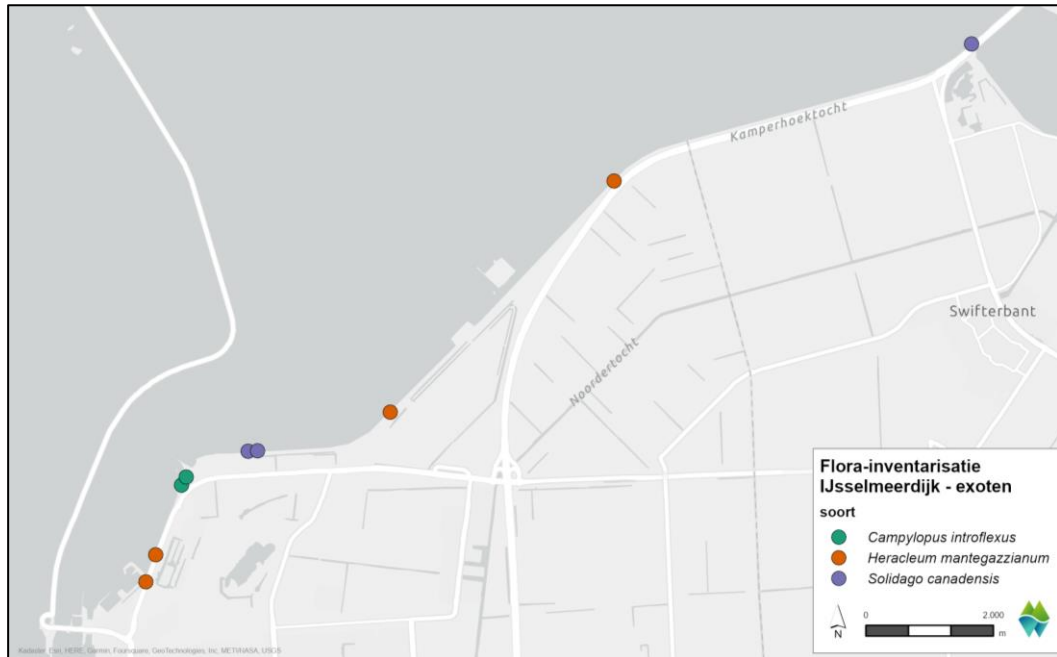 Kamperhoektocht
Swifterbant
Noordertocht
Flora-inventarisatie
IJsselmeerdijk - exoten
soort
Campylopus introflexus
Heracleum mantegazzianum
Solidago canadensis
0 2.000
m
N
Kadaster, Esri, HERE, Garmin, Foursquare, GeoTechnologies, Inc, METI/NASA, USGS